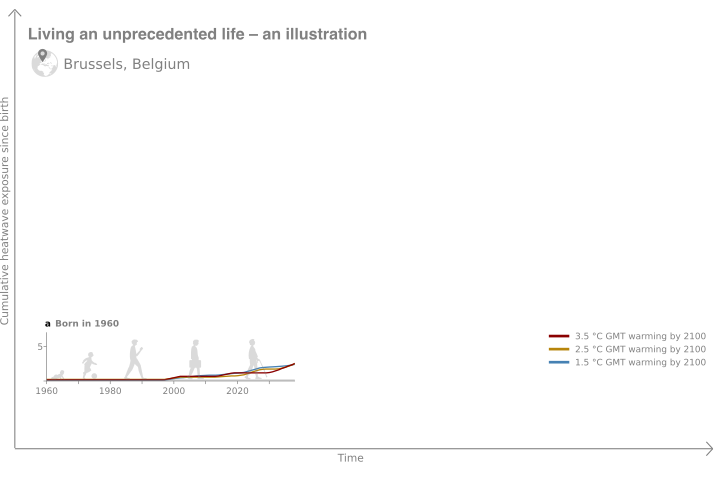 Living an unprecedented life – an illustration
Brussels, Belgium
Cumulative heatwave exposure since birth
a Born in 1960
5
1960 1980 2000 2020
3.5 °C GMT warming by 2100
2.5 °C GMT warming by 2100
1.5 °C GMT warming by 2100
Time